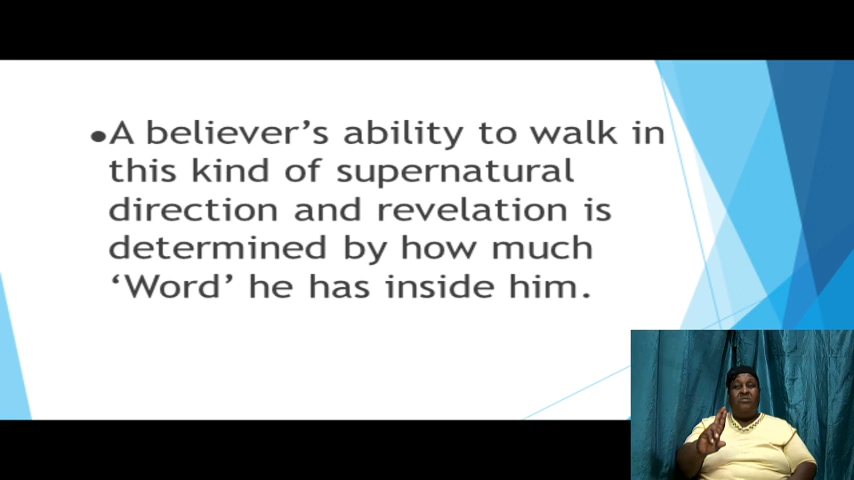 •A believer’s ability to walk in
this kind of supernatural
direction and revelation is
determined by how much
‘Word’ he has inside him.